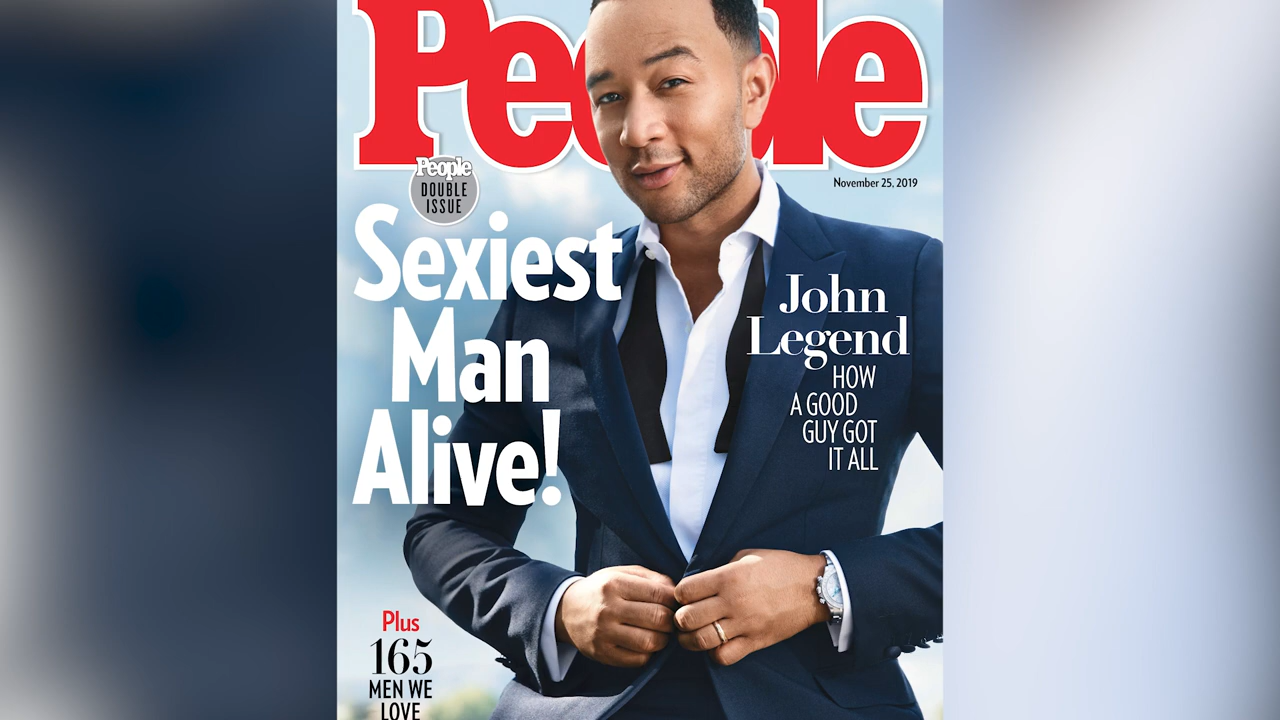 People
November 25, 2019
People
DOUBLE
ISSUE
Sexiest
Man
Alive!
John
Legend
HOW
A GOOD
GUY GOT
IT ALL
Plus
165
MEN WE
LOVE